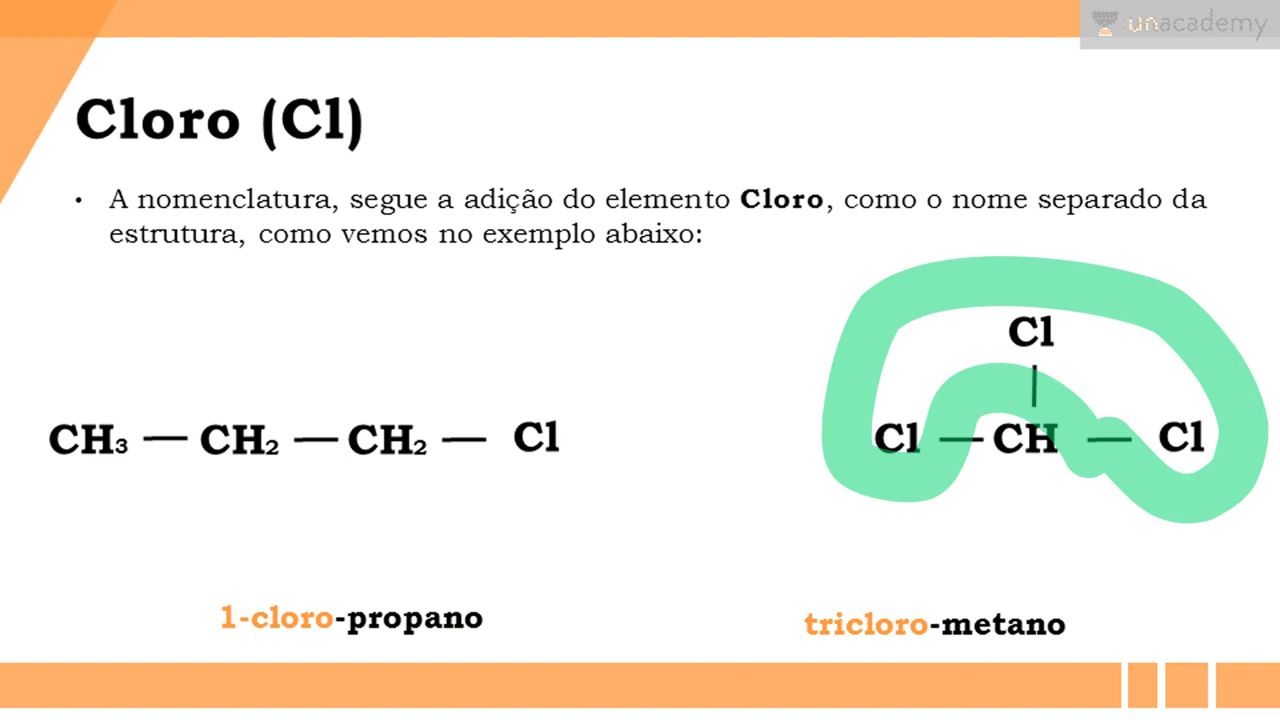 unacademy
Cloro (Cl)
• A nomenclatura, segue a adição do elemento Cloro, como o nome separado da
estrutura, como vemos no exemplo abaixo:
Cl
|
CH₃ — CH₂ — CH₂ — Cl
Cl — CH — Cl
1-cloro-propano
tricloro-metano